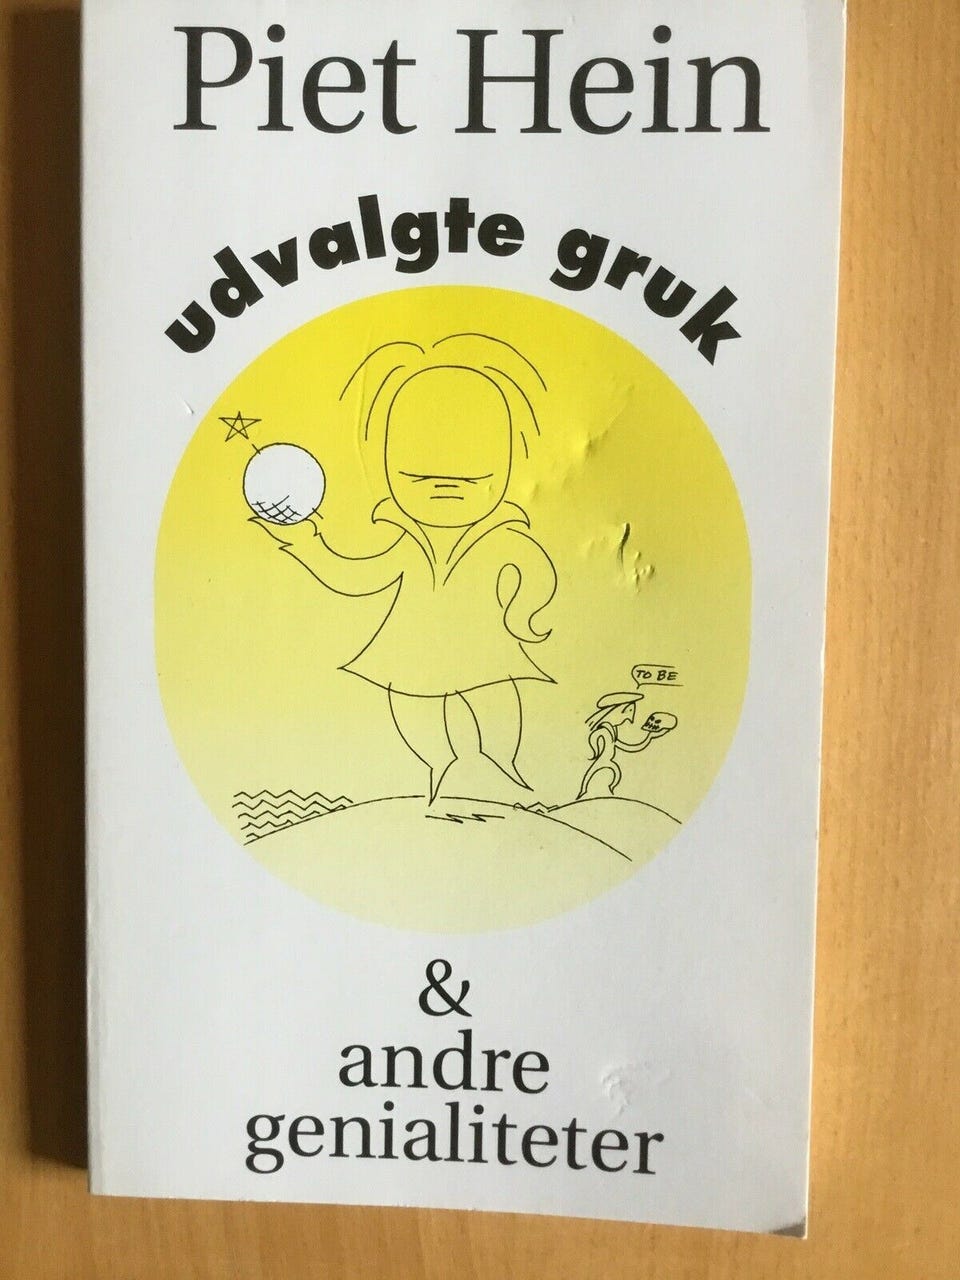 Piet Hein
udvalgte gruk
TO BE
&
andre
genialiteter